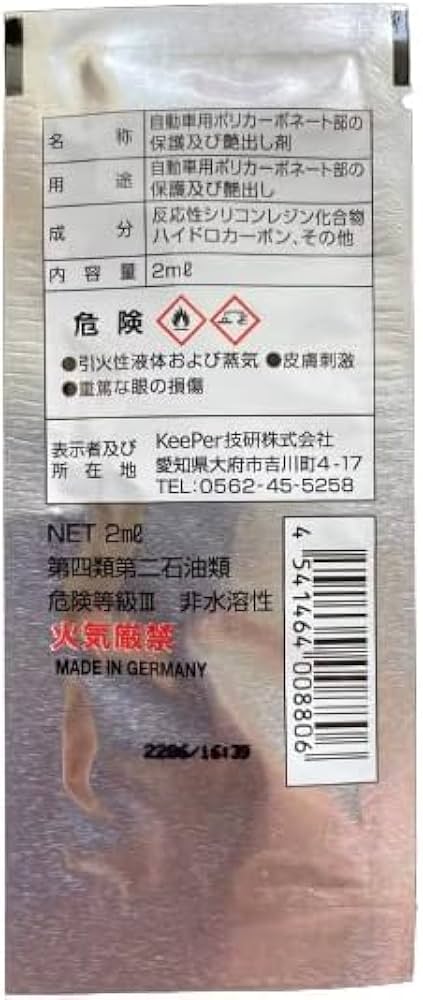 名称 自動車用ポリカーボネート部の
保護及び艶出し剤
用途 自動車用ポリカーボネート部の
保護及び艶出し
成分 反応性シリコンレジン化合物
ハイドロカーボン、その他
内容量 2mℓ
危険
●引火性液体および蒸気 ●皮膚刺激
●重篤な眼の損傷
表示者及び
所在地
KeePer技研株式会社
愛知県大府市吉川町4-17
TEL:0562-45-5258
NET 2mℓ
第四類第二石油類
危険等級Ⅲ 非水溶性
火気厳禁
MADE IN GERMANY
4 541464 008806